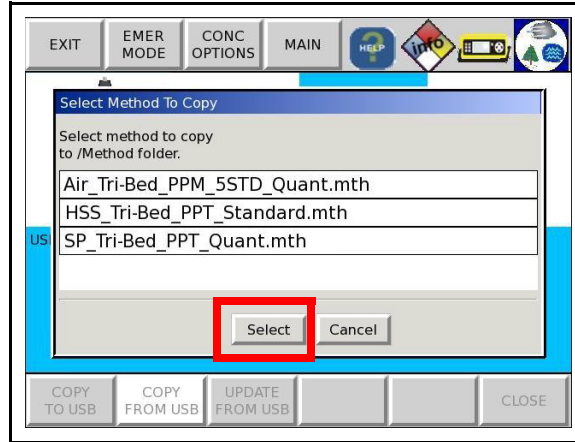 EXIT
EMER
MODE
CONC
OPTIONS
MAIN
HELP
info
Select Method To Copy
Select method to copy
to /Method folder.
Air_Tri-Bed_PPM_5STD_Quant.mth
HSS_Tri-Bed_PPT_Standard.mth
SP_Tri-Bed_PPT_Quant.mth
US
Select
Cancel
COPY
TO USB
COPY
FROM USB
UPDATE
FROM USB
CLOSE